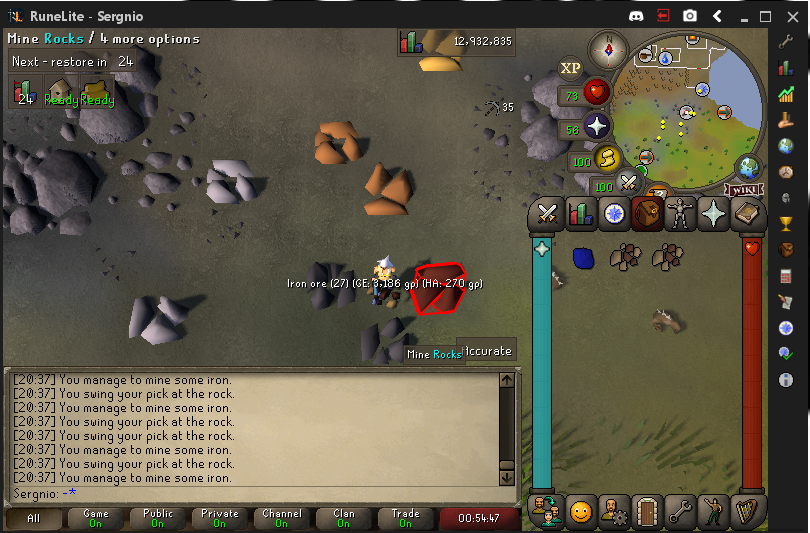 RuneLite - Sergnio
Mine Rocks / 4 more options
Next - restore in 24
24
Ready
Ready
12,932,835
35
XP
N
73
56
100
100
WIKI
Iron ore (27) (GE: 3,186 gp) (HA: 270 gp)
Mine Rocks
Accurate
[20:37] You manage to mine some iron.
[20:37] You swing your pick at the rock.
[20:37] You manage to mine some iron.
[20:37] You swing your pick at the rock.
[20:37] You swing your pick at the rock.
[20:37] You manage to mine some iron.
[20:37] You swing your pick at the rock.
[20:37] You manage to mine some iron.
Sergnio: -*
All
Game
On
Public
On
Private
On
Channel
On
Clan
On
Trade
On
00:54:47